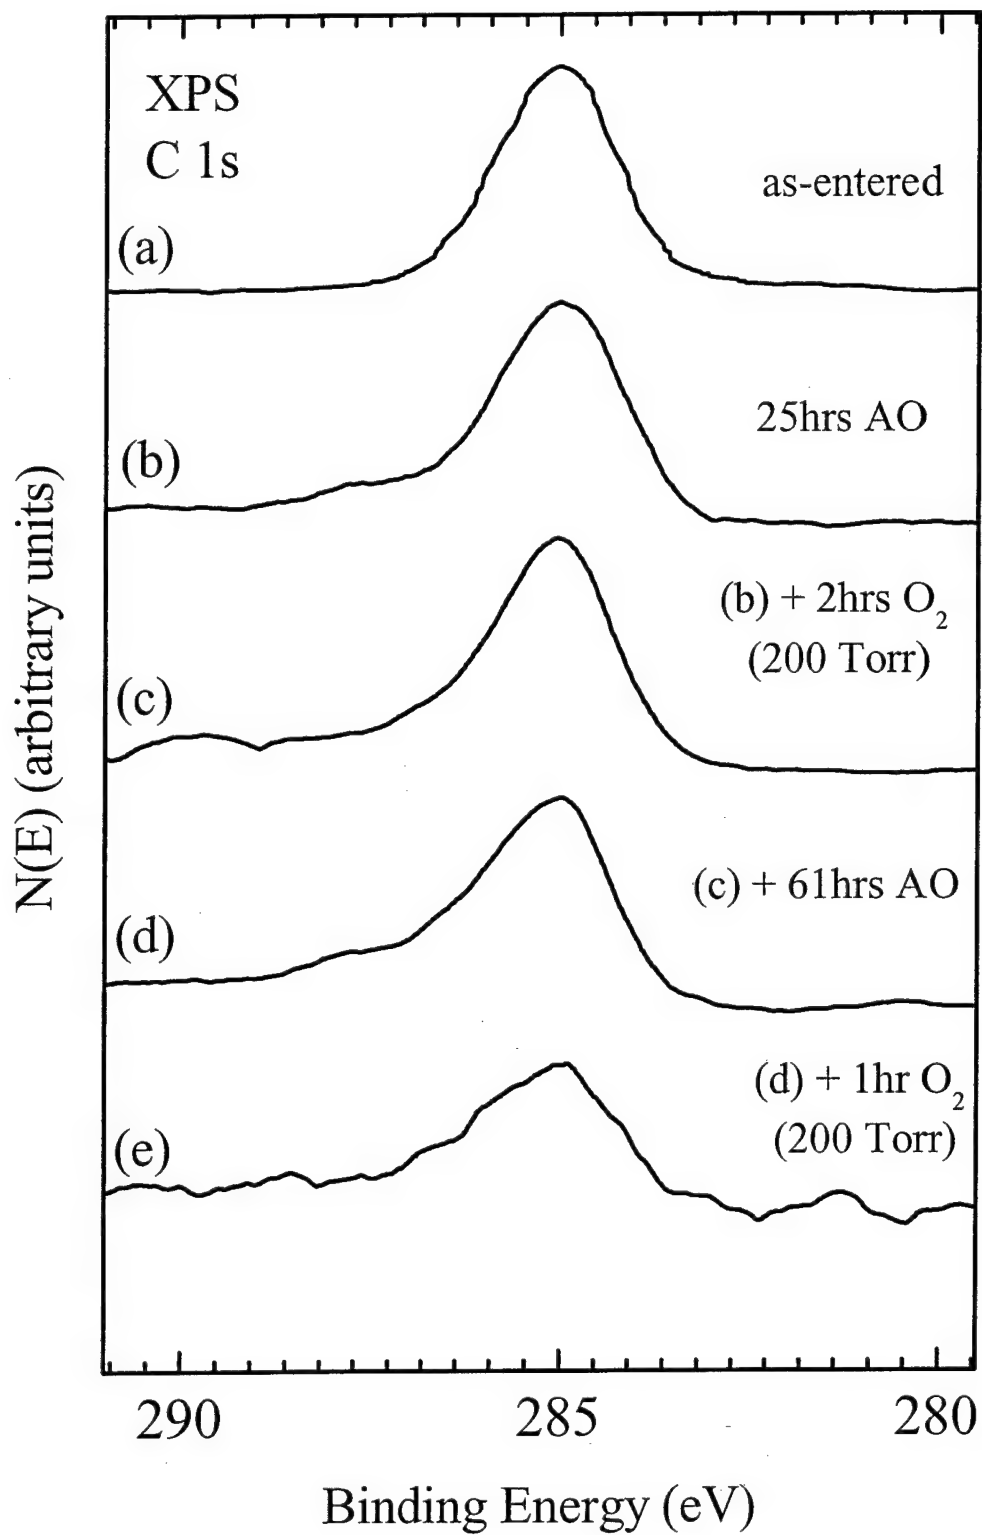 XPS
C 1s
as-entered
(a)
25hrs AO
(b)
(b) + 2hrs O₂
(200 Torr)
(c)
(c) + 61hrs AO
(d)
(d) + 1hr O₂
(200 Torr)
(e)
N(E) (arbitrary units)
290 285 280
Binding Energy (eV)